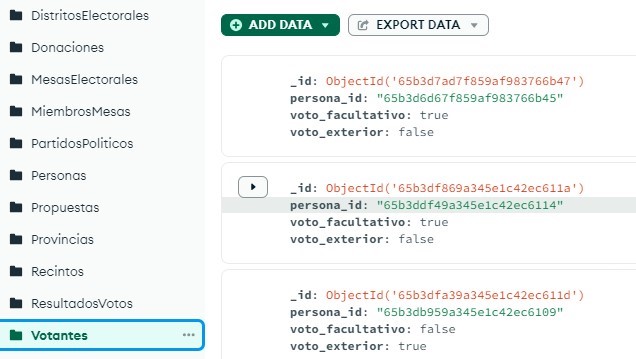 DistritosElectorales
Donaciones
MesasElectorales
MiembrosMesas
PartidosPoliticos
Personas
Propuestas
Provincias
Recintos
ResultadosVotos
Votantes
ADD DATA
EXPORT DATA
_id: ObjectId('65b3d7ad7f859af983766b47')
persona_id: "65b3d6d67f859af983766b45"
voto_facultativo: true
voto_exterior: false
_id: ObjectId('65b3df869a345e1c42ec611a')
persona_id: "65b3ddf49a345e1c42ec6114"
voto_facultativo: true
voto_exterior: false
_id: ObjectId('65b3dfa39a345e1c42ec611d')
persona_id: "65b3db959a345e1c42ec6109"
voto_facultativo: false
voto_exterior: true